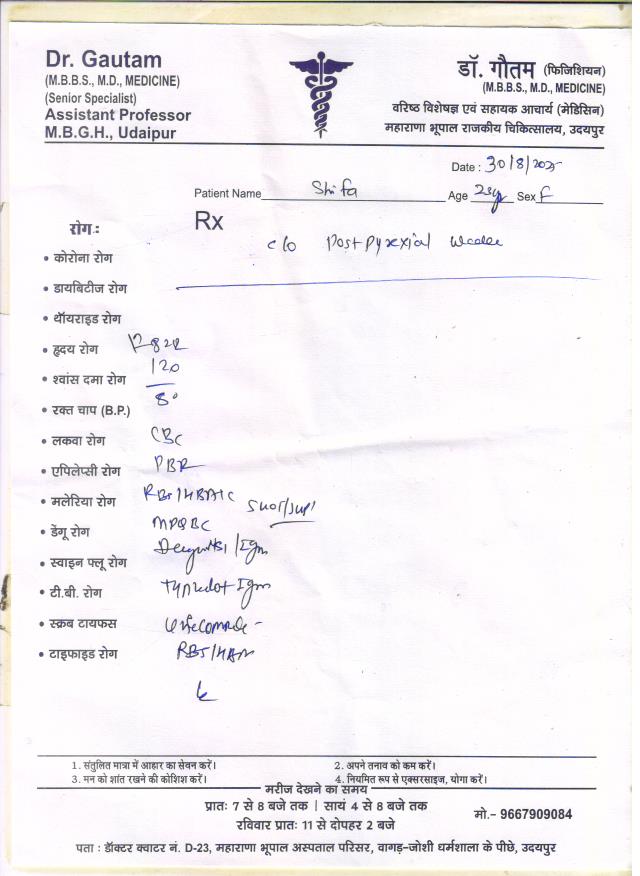 Dr. Gautam
(M.B.B.S., M.D., MEDICINE)
(Senior Specialist)
Assistant Professor
M.B.G.H., Udaipur
डॉ. गौतम (फिजिशियन)
(M.B.B.S., M.D., MEDICINE)
वरिष्ठ विशेषज्ञ एवं सहायक आचार्य (मेडिसिन)
महाराणा भूपाल राजकीय चिकित्सालय, उदयपुर
Date : 30/8/2025
Patient Name Shifa Age Sex F
Rx
c/o Post Pyrexial
रोग :
• कोरोना रोग
• डायबिटीज रोग
• थॉयराइड रोग
• हृदय रोग
• श्वांस दमा रोग 120
80
• रक्त चाप (B.P.)
• लकवा रोग CBC
• एपिलेप्सी रोग PBR
• मलेरिया रोग
• डेंगू रोग MPQBC
• स्वाइन फ्लू रोग
• टी.बी. रोग IgM
• स्क्रब टायफस
• टाइफाइड रोग
1. संतुलित मात्रा में आहार का सेवन करें।
2. अपने तनाव को कम करें।
3. मन को शांत रखने की कोशिश करें।
4. नियमित रूप से एक्सरसाइज, योगा करें।
मरीज देखने का समय
प्रातः 7 से 8 बजे तक | सायं 4 से 8 बजे तक
रविवार प्रातः 11 से दोपहर 2 बजे
मो.- 9667909084
पता : डॉक्टर क्वाटर नं. D-23, महाराणा भूपाल अस्पताल परिसर, वागड़-जोशी धर्मशाला के पीछे, उदयपुर